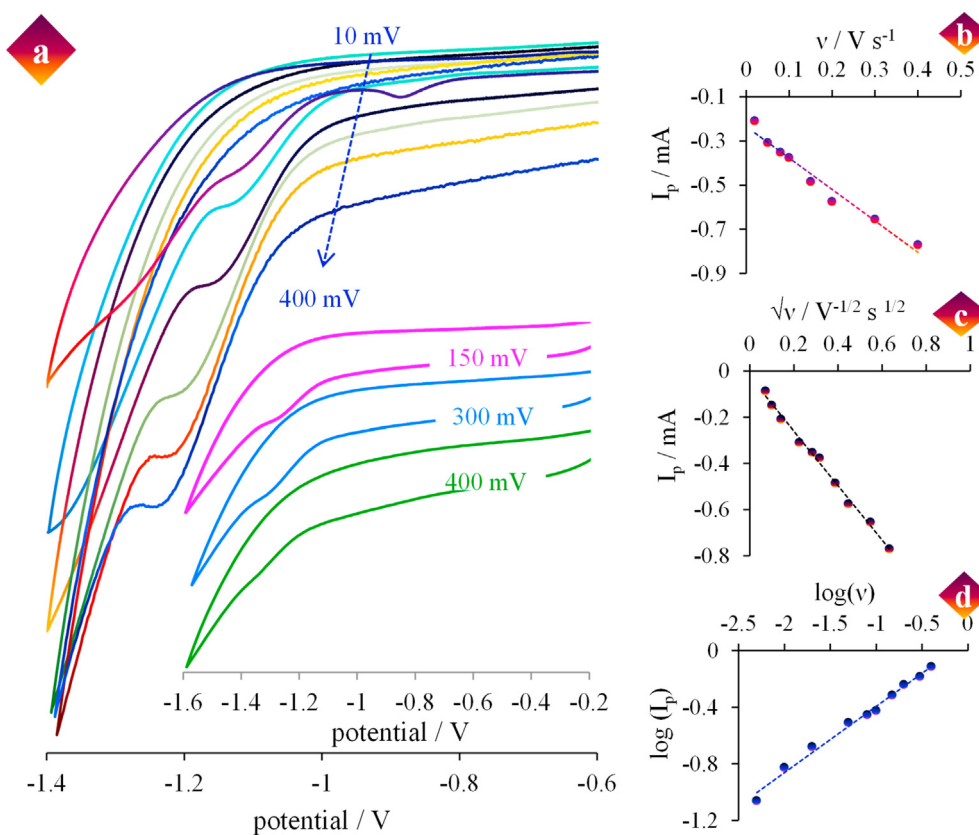 a
10 mV
400 mV
150 mV
300 mV
400 mV
-1.6 -1.4 -1.2 -1 -0.8 -0.6 -0.4 -0.2
potential / V
-1.4 -1.2 -1 -0.8 -0.6
potential / V
b
ν / V s⁻¹
0 0.1 0.2 0.3 0.4 0.5
-0.1
-0.3
-0.5
-0.7
-0.9
Iₚ / mA
c
√ν / V⁻¹/² s ¹/²
0 0.2 0.4 0.6 0.8 1
0
-0.2
-0.4
-0.6
-0.8
Iₚ / mA
d
log(ν)
-2.5 -2 -1.5 -1 -0.5 0
0
-0.4
-0.8
-1.2
log (Iₚ)